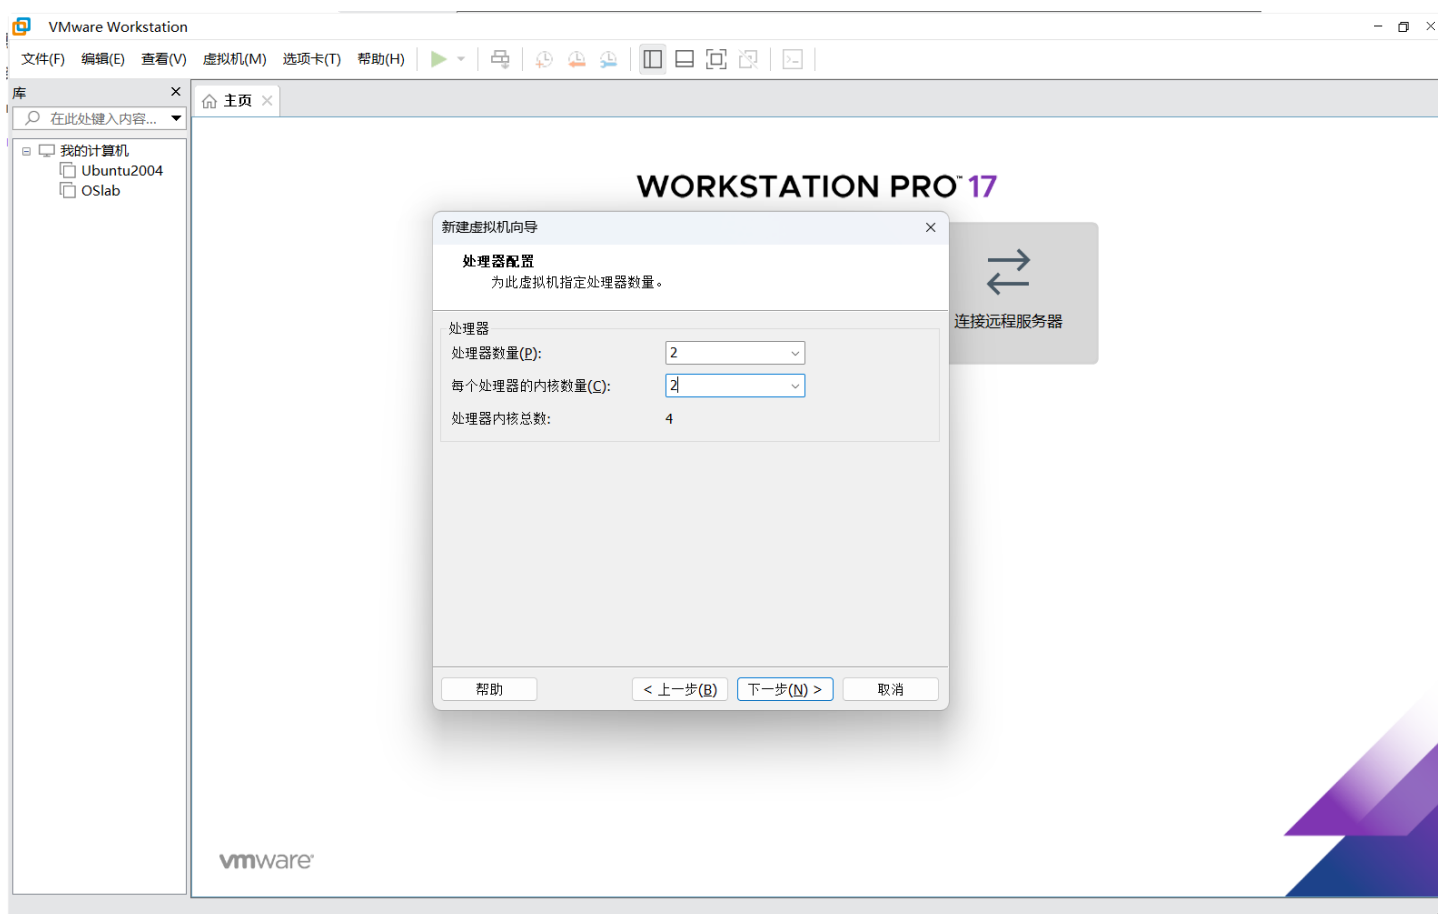 VMware Workstation
文件(F) 编辑(E) 查看(V) 虚拟机(M) 选项卡(T) 帮助(H)
库
主页
在此处键入内容...
我的计算机
Ubuntu2004
OSlab
WORKSTATION PRO™ 17
新建虚拟机向导
处理器配置
为此虚拟机指定处理器数量。
连接远程服务器
处理器
处理器数量(P): 2
每个处理器的内核数量(C): 2
处理器内核总数: 4
帮助 < 上一步(B) 下一步(N) > 取消
vmware